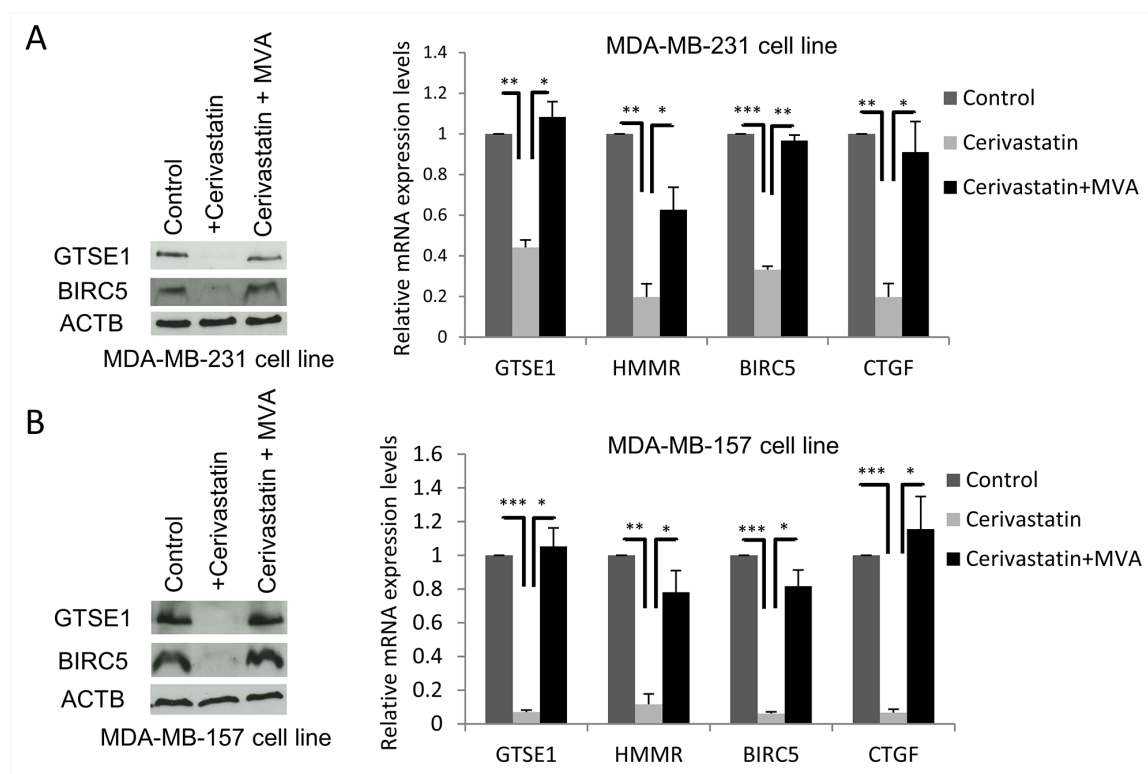 A
Control
+Cerivastatin
Cerivastatin + MVA
GTSE1
BIRC5
ACTB
MDA-MB-231 cell line
MDA-MB-231 cell line
Relative mRNA expression levels
1.4
1.2
1
0.8
0.6
0.4
0.2
0
** *
** *
*** **
** *
GTSE1 HMMR BIRC5 CTGF
Control
Cerivastatin
Cerivastatin+MVA
B
Control
+Cerivastatin
Cerivastatin + MVA
GTSE1
BIRC5
ACTB
MDA-MB-157 cell line
MDA-MB-157 cell line
Relative mRNA expression levels
1.6
1.4
1.2
1
0.8
0.6
0.4
0.2
0
*** *
** *
*** *
*** *
GTSE1 HMMR BIRC5 CTGF
Control
Cerivastatin
Cerivastatin+MVA